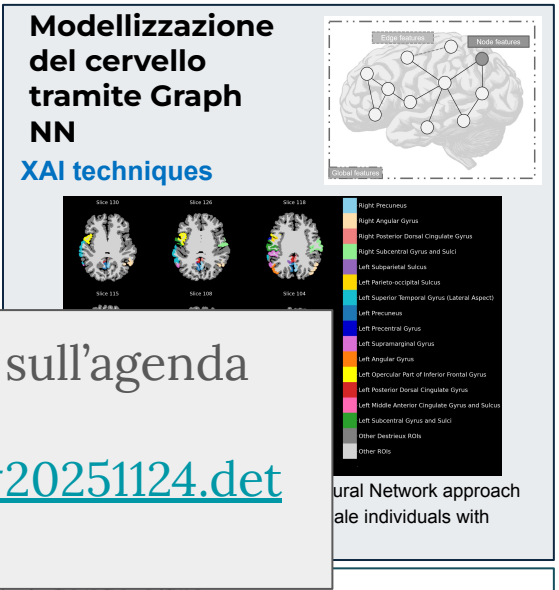 Modellizzazione
del cervello
tramite Graph
NN
XAI techniques
Edge features
Node features
Global features
Slice 130
Slice 126
Slice 118
Slice 115
Slice 108
Slice 104
Right Precuneus
Right Angular Gyrus
Right Posterior Dorsal Cingulate Gyrus
Right Subcentral Gyrus and Sulci
Left Subparietal Sulcus
Left Parieto-occipital Sulcus
Left Superior Temporal Gyrus (Lateral Aspect)
Left Precuneus
Left Precentral Gyrus
Left Supramarginal Gyrus
Left Angular Gyrus
Left Opercular Part of Inferior Frontal Gyrus
Left Posterior Dorsal Cingulate Gyrus
Left Middle Anterior Cingulate Gyrus and Sulcus
Left Subcentral Gyrus and Sulci
Other Destrieux ROIs
Other ROIs
sull’agenda
20251124.det
ural Network approach
ale individuals with